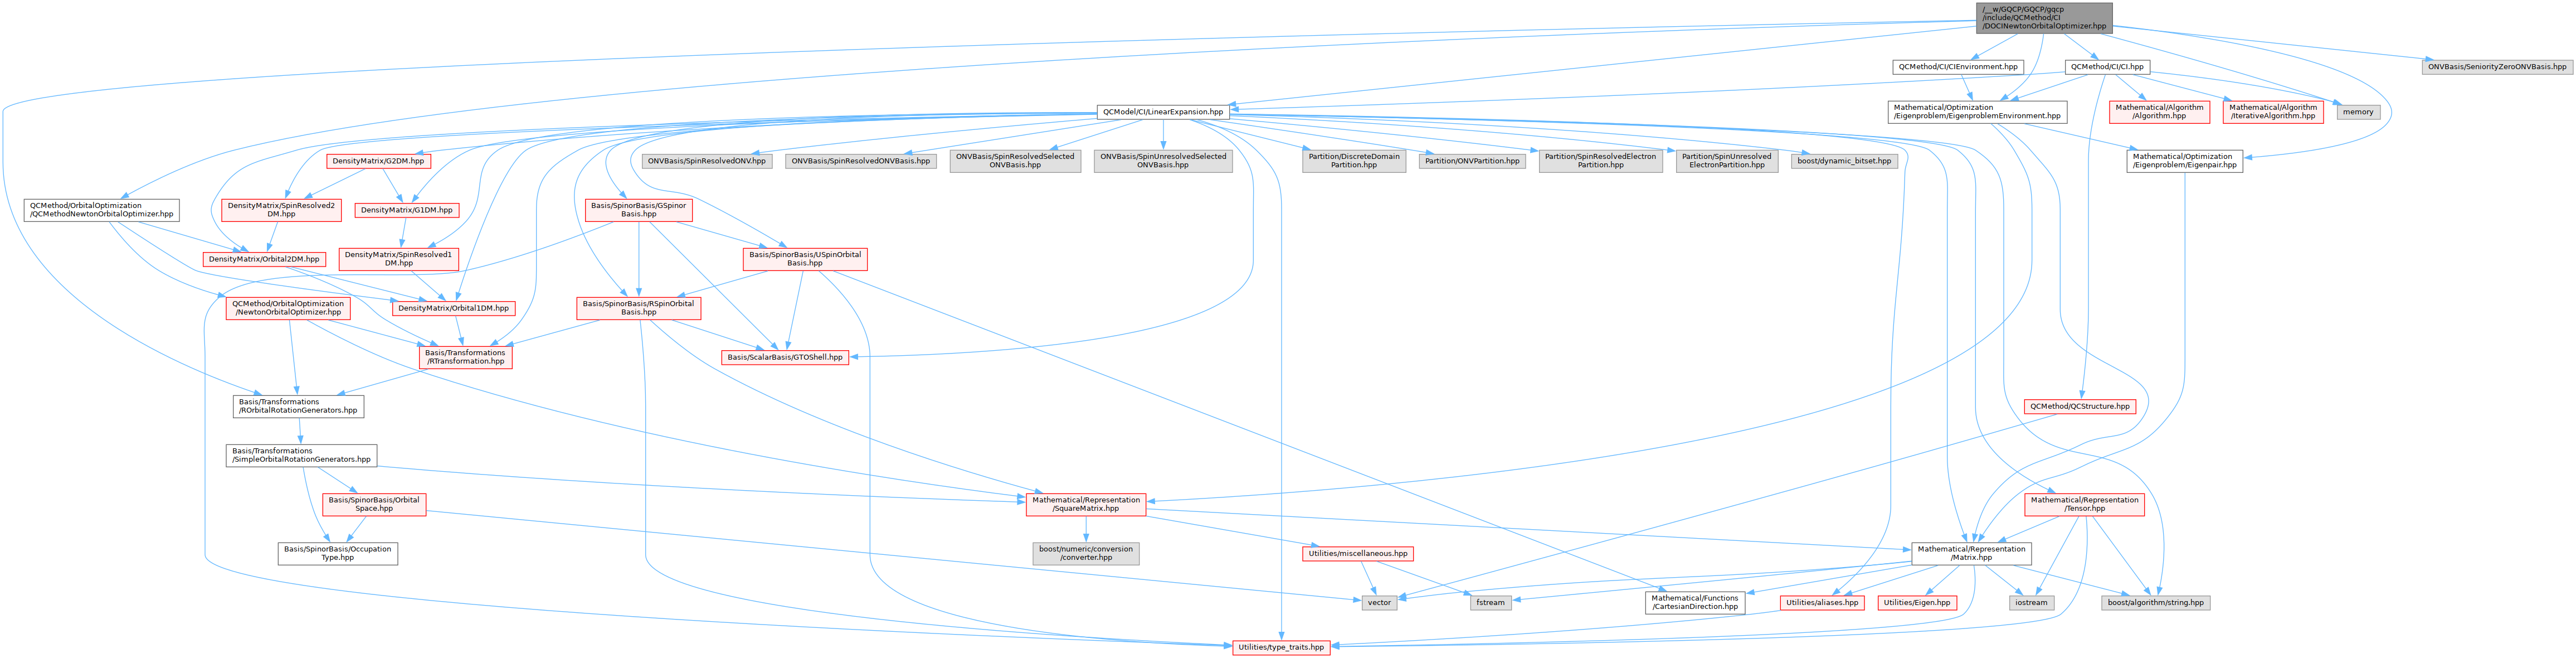 /__w/GQCP/GQCP/gqcp
/include/QCMethod/CI
/DOCINewtonOrbitalOptimizer.hpp
QCMethod/CI/CIEnvironment.hpp
QCMethod/CI/CI.hpp
ONVBasis/SeniorityZeroONVBasis.hpp
QCModel/CI/LinearExpansion.hpp
Mathematical/Optimization
/Eigenproblem/EigenproblemEnvironment.hpp
Mathematical/Algorithm
/Algorithm.hpp
Mathematical/Algorithm
/IterativeAlgorithm.hpp
memory
DensityMatrix/G2DM.hpp
ONVBasis/SpinResolvedONV.hpp
ONVBasis/SpinResolvedONVBasis.hpp
ONVBasis/SpinResolvedSelected
ONVBasis.hpp
ONVBasis/SpinUnresolvedSelected
ONVBasis.hpp
Partition/DiscreteDomain
Partition.hpp
Partition/ONVPartition.hpp
Partition/SpinResolvedElectron
Partition.hpp
Partition/SpinUnresolved
ElectronPartition.hpp
boost/dynamic_bitset.hpp
Mathematical/Optimization
/Eigenproblem/Eigenpair.hpp
QCMethod/OrbitalOptimization
/QCMethodNewtonOrbitalOptimizer.hpp
DensityMatrix/SpinResolved2
DM.hpp
DensityMatrix/G1DM.hpp
Basis/SpinorBasis/GSpinor
Basis.hpp
DensityMatrix/Orbital2DM.hpp
DensityMatrix/SpinResolved1
DM.hpp
Basis/SpinorBasis/USpinOrbital
Basis.hpp
QCMethod/OrbitalOptimization
/NewtonOrbitalOptimizer.hpp
DensityMatrix/Orbital1DM.hpp
Basis/SpinorBasis/RSpinOrbital
Basis.hpp
Basis/Transformations
/RTransformation.hpp
Basis/ScalarBasis/GTOShell.hpp
Basis/Transformations
/ROrbitalRotationGenerators.hpp
QCMethod/QCStructure.hpp
Basis/Transformations
/SimpleOrbitalRotationGenerators.hpp
Basis/SpinorBasis/Orbital
Space.hpp
Mathematical/Representation
/SquareMatrix.hpp
Mathematical/Representation
/Tensor.hpp
Basis/SpinorBasis/Occupation
Type.hpp
boost/numeric/conversion
/converter.hpp
Utilities/miscellaneous.hpp
Mathematical/Representation
/Matrix.hpp
vector
fstream
Mathematical/Functions
/CartesianDirection.hpp
Utilities/aliases.hpp
Utilities/Eigen.hpp
iostream
boost/algorithm/string.hpp
Utilities/type_traits.hpp